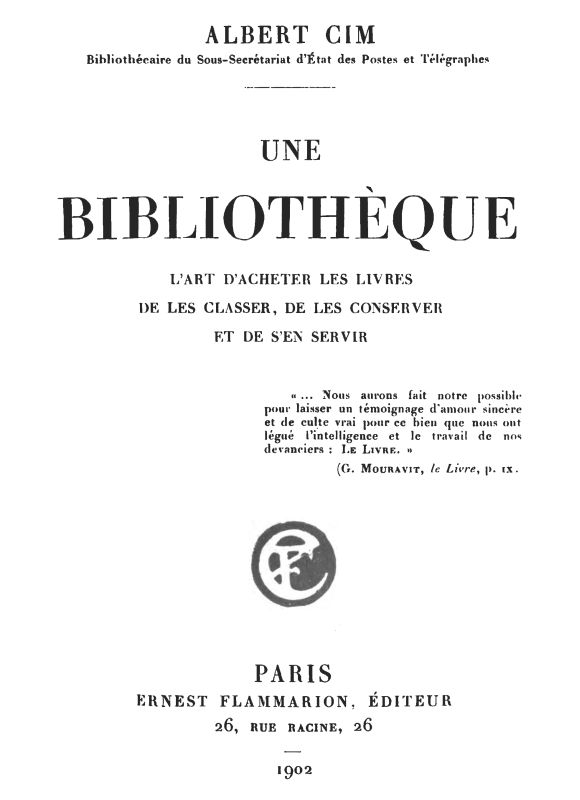 ALBERT CIM
Bibliothécaire du Sous-Secrétariat d'État des Postes et Télégraphes
UNE
BIBLIOTHÈQUE
L'ART D'ACHETER LES LIVRES
DE LES CLASSER, DE LES CONSERVER
ET DE S'EN SERVIR
« ... Nous aurons fait notre possible
pour laisser un témoignage d'amour sincère
et de culte vrai pour ce bien que nous ont
légué l'intelligence et le travail de nos
devanciers : LE LIVRE. »
(G. MOURAVIT, le Livre, p. IX.
PARIS
ERNEST FLAMMARION, ÉDITEUR
26, RUE RACINE, 26
1902